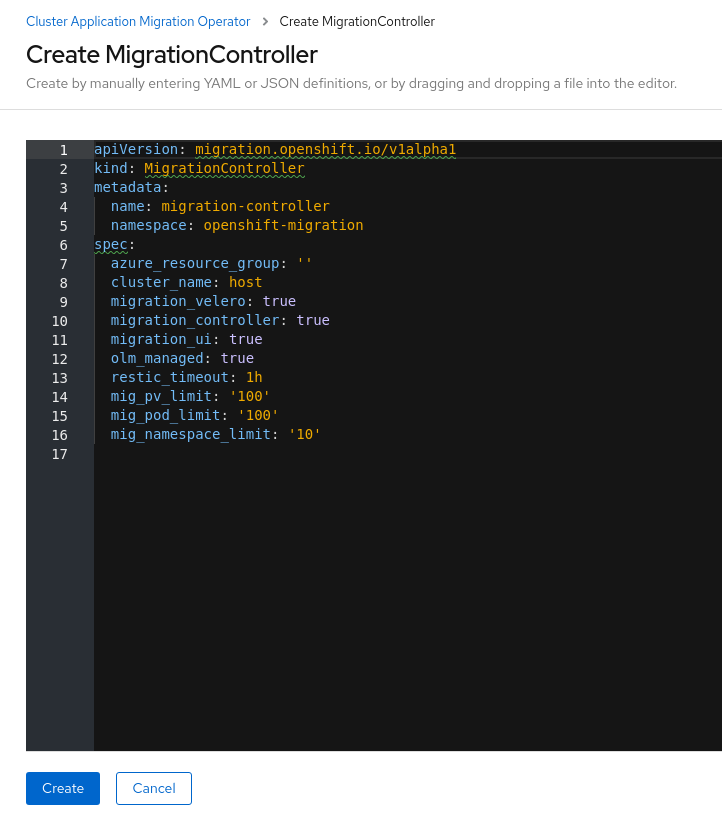 Cluster Application Migration Operator > Create MigrationController
Create MigrationController
Create by manually entering YAML or JSON definitions, or by dragging and dropping a file into the editor.
1 apiVersion: migration.openshift.io/v1alpha1
2 kind: MigrationController
3 metadata:
4   name: migration-controller
5   namespace: openshift-migration
6 spec:
7   azure_resource_group: ''
8   cluster_name: host
9   migration_velero: true
10   migration_controller: true
11   migration_ui: true
12   olm_managed: true
13   restic_timeout: 1h
14   mig_pv_limit: '100'
15   mig_pod_limit: '100'
16   mig_namespace_limit: '10'
17
Create Cancel